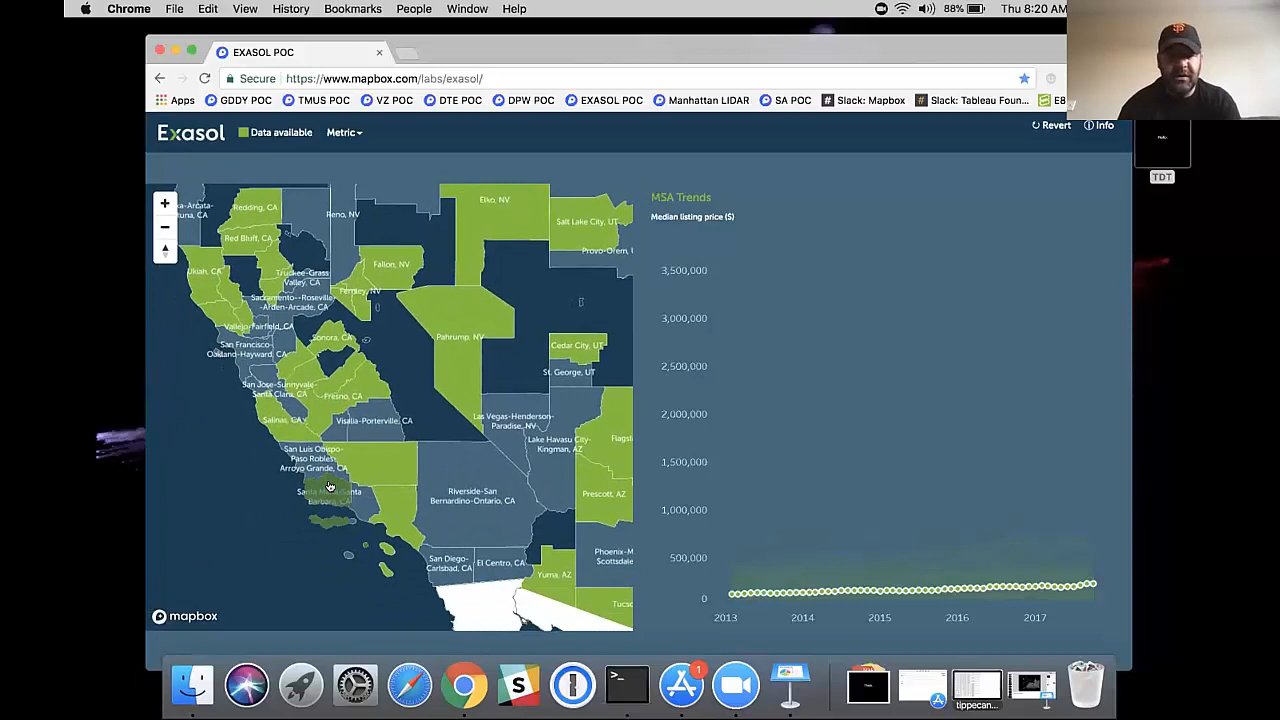 Chrome File Edit View History Bookmarks People Window Help 88% Thu 8:20 AM
EXASOL POC
Secure https://www.mapbox.com/labs/exasol/
Apps GDDY POC TMUS POC VZ POC DTE POC DPW POC EXASOL POC Manhattan LIDAR SA POC Slack: Mapbox Slack: Tableau Foun...
Exasol Data available Metric Revert Info
TDT
MSA Trends
Median listing price ($)
3,500,000
3,000,000
2,500,000
2,000,000
1,500,000
1,000,000
500,000
0
2013 2014 2015 2016 2017
Redding, CA
Reno, NV
Elko, NV
Salt Lake City, UT
Red Bluff, CA
Provo-Orem,
Ukiah, CA
Truckee-Grass
Valley, CA
Fallon, NV
Fernley, NV
Sacramento--Roseville
-Arden-Arcade, CA
Vallejo-Fairfield, CA
Sonora, CA
Pahrump, NV
Cedar City, UT
San Francisco-
Oakland-Hayward, CA
St. George, UT
San Jose-Sunnyvale-
Santa Clara, CA
Fresno, CA
Salinas, CA
Visalia-Porterville, CA
Las Vegas-Henderson-
Paradise, NV
Lake Havasu City-
Kingman, AZ
Flagst
San Luis Obispo-
Paso Robles-
Arroyo Grande, CA
Santa Maria-Santa
Barbara, CA
Riverside-San
Bernardino-Ontario, CA
Prescott, AZ
San Diego-
Carlsbad, CA
El Centro, CA
Phoenix-M
Scottsdale
Yuma, AZ
Tucso
mapbox
1
tippecan...